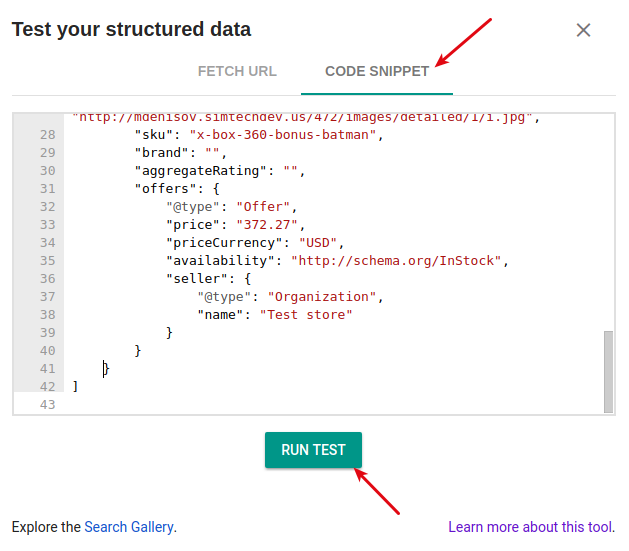 Test your structured data
FETCH URL
CODE SNIPPET
"http://mdenisov.simtechdev.us/472/images/detailed/1/1.jpg",
28 "sku": "x-box-360-bonus-batman",
29 "brand": "",
30 "aggregateRating": "",
31 "offers": {
32 "@type": "Offer",
33 "price": "372.27",
34 "priceCurrency": "USD",
35 "availability": "http://schema.org/InStock",
36 "seller": {
37 "@type": "Organization",
38 "name": "Test store"
39 }
40 }
41 }
42 ]
43
RUN TEST
Explore the Search Gallery.
Learn more about this tool.